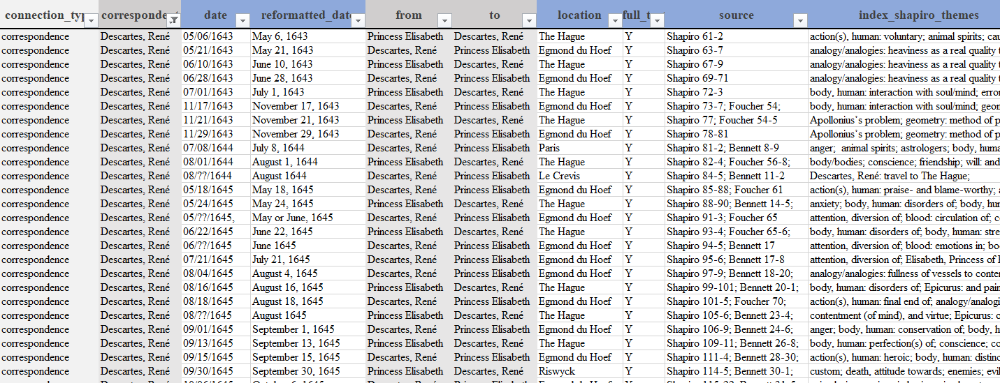 connection_typ correspondent date reformatted_date from to location full_t source index_shapiro_themes
correspondence Descartes, René 05/06/1643 May 6, 1643 Princess Elisabeth Descartes, René The Hague Y Shapiro 61-2 action(s), human: voluntary; animal spirits; cau
correspondence Descartes, René 05/21/1643 May 21, 1643 Descartes, René Princess Elisabeth Egmond du Hoef Y Shapiro 63-7 analogy/analogies: heaviness as a real quality t
correspondence Descartes, René 06/10/1643 June 10, 1643 Princess Elisabeth Descartes, René The Hague Y Shapiro 67-9 analogy/analogies: heaviness as a real quality t
correspondence Descartes, René 06/28/1643 June 28, 1643 Descartes, René Princess Elisabeth Egmond du Hoef Y Shapiro 69-71 analogy/analogies: heaviness as a real quality t
correspondence Descartes, René 07/01/1643 July 1, 1643 Princess Elisabeth Descartes, René The Hague Y Shapiro 72-3 body, human: interaction with soul/mind; error
correspondence Descartes, René 11/17/1643 November 17, 1643 Descartes, René Princess Elisabeth Egmond du Hoef Y Shapiro 73-7; Foucher 54; body, human: interaction with soul/mind; geom
correspondence Descartes, René 11/21/1643 November 21, 1643 Princess Elisabeth Descartes, René The Hague Y Shapiro 77; Foucher 54-5 Apollonius’s problem; geometry: method of p
correspondence Descartes, René 11/29/1643 November 29, 1643 Descartes, René Princess Elisabeth Egmond du Hoef Y Shapiro 78-81 Apollonius’s problem; geometry: method of p
correspondence Descartes, René 07/08/1644 July 8, 1644 Descartes, René Princess Elisabeth Paris Y Shapiro 81-2; Bennett 8-9 anger; animal spirits; astrologers; body, huma
correspondence Descartes, René 08/01/1644 August 1, 1644 Princess Elisabeth Descartes, René The Hague Y Shapiro 82-4; Foucher 56-8; body/bodies; conscience; friendship; will: and
correspondence Descartes, René 08/??/1644 August 1644 Descartes, René Princess Elisabeth Le Crevis Y Shapiro 84-5; Bennett 11-2 Descartes, René: travel to The Hague;
correspondence Descartes, René 05/18/1645 May 18, 1645 Descartes, René Princess Elisabeth Egmond du Hoef Y Shapiro 85-88; Foucher 61 action(s), human: praise- and blame-worthy; a
correspondence Descartes, René 05/24/1645 May 24, 1645 Princess Elisabeth Descartes, René The Hague Y Shapiro 88-90; Bennett 14-5; anxiety; body, human: disorders of; body, hum
correspondence Descartes, René 05/??/1645, May or June, 1645 Descartes, René Princess Elisabeth Egmond du Hoef Y Shapiro 91-3; Foucher 65 attention, diversion of; blood: circulation of; c
correspondence Descartes, René 06/22/1645 June 22, 1645 Princess Elisabeth Descartes, René The Hague Y Shapiro 93-4; Foucher 65-6; body, human: disorders of; body, human: stre
correspondence Descartes, René 06/??/1645 June 1645 Descartes, René Princess Elisabeth Egmond du Hoef Y Shapiro 94-5; Bennett 17 attention, diversion of; blood: emotions in; bo
correspondence Descartes, René 07/21/1645 July 21, 1645 Descartes, René Princess Elisabeth Egmond du Hoef Y Shapiro 95-6; Bennett 17-8 attention, diversion of; Elisabeth, Princess of
correspondence Descartes, René 08/04/1645 August 4, 1645 Descartes, René Princess Elisabeth Egmond du Hoef Y Shapiro 97-9; Bennett 18-20; analogy/analogies: fullness of vessels to conte
correspondence Descartes, René 08/16/1645 August 16, 1645 Princess Elisabeth Descartes, René The Hague Y Shapiro 99-101; Bennett 20-1; body, human: disorders of; Epicurus: and pain
correspondence Descartes, René 08/18/1645 August 18, 1645 Descartes, René Princess Elisabeth Egmond du Hoef Y Shapiro 101-5; Foucher 70; action(s), human: final end of; analogy/analogi
correspondence Descartes, René 08/??/1645 August 1645 Princess Elisabeth Descartes, René The Hague Y Shapiro 105-6; Bennett 23-4; contentment (of mind), and virtue; Epicurus: c
correspondence Descartes, René 09/01/1645 September 1, 1645 Descartes, René Princess Elisabeth Egmond du Hoef Y Shapiro 106-9; Bennett 24-6; anger; body, human: conservation of; body, h
correspondence Descartes, René 09/13/1645 September 13, 1645 Princess Elisabeth Descartes, René The Hague Y Shapiro 109-11; Bennett 26-8; body, human: perfection(s) of; conscience; co
correspondence Descartes, René 09/15/1645 September 15, 1645 Descartes, René Princess Elisabeth Egmond du Hoef Y Shapiro 111-4; Bennett 28-30; action(s), human: heroic; body, human: distinc
correspondence Descartes, René 09/30/1645 September 30, 1645 Princess Elisabeth Descartes, René Riswyck Y Shapiro 114-5; Bennett 30-1; custom; death, attitude towards; enemies; evil